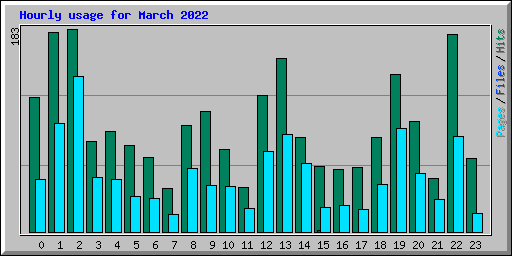 Hourly usage for March 2022
183
Pages/Files/Hits
0 1 2 3 4 5 6 7 8 9 10 11 12 13 14 15 16 17 18 19 20 21 22 23